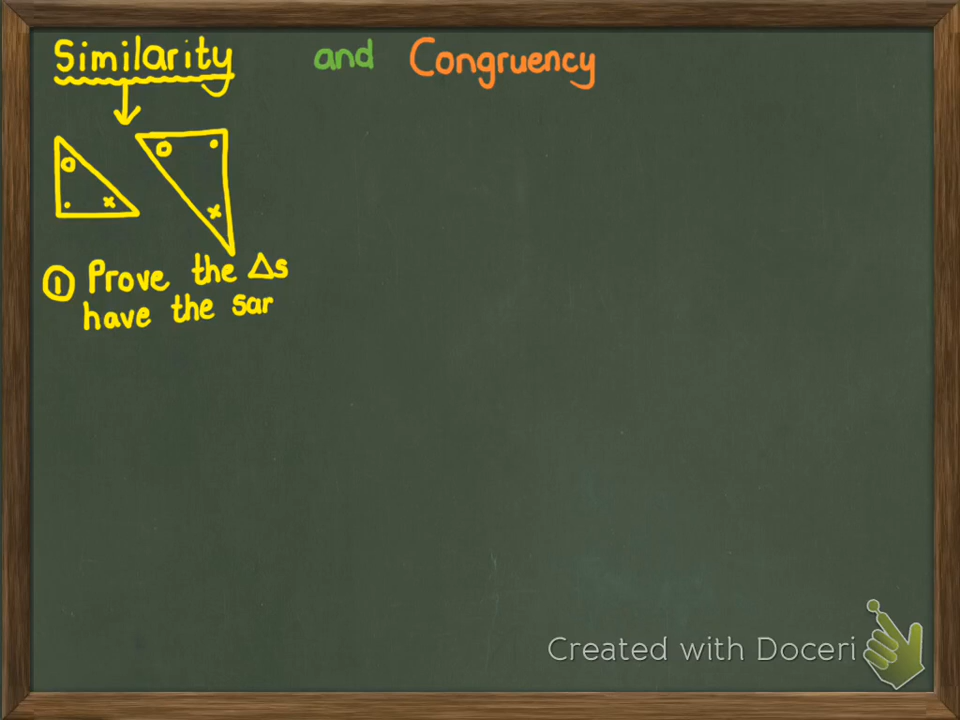 Similarity and Congruency
① Prove the Δs
have the sar
Created with Doceri